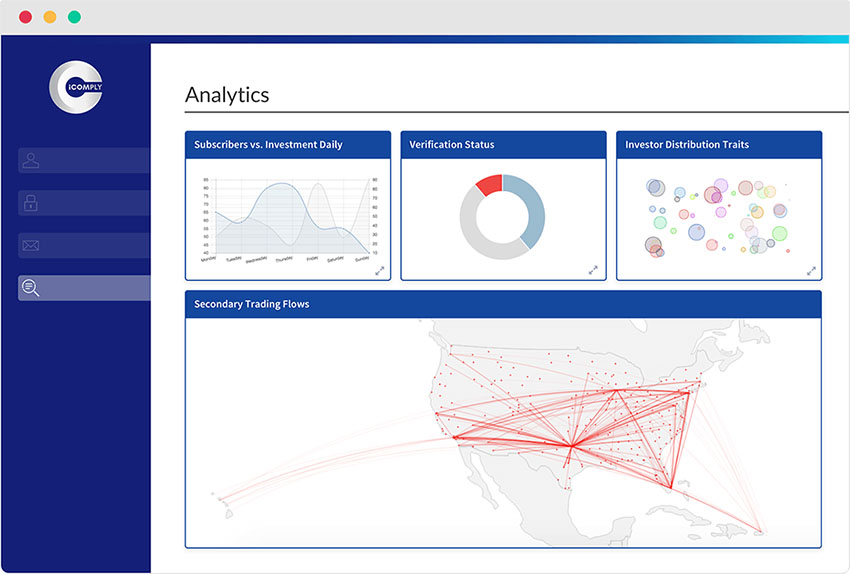 iCOMPLY
Analytics
Subscribers vs. Investment Daily
85
80
75
70
65
60
55
50
45
40
90
80
70
60
50
40
30
20
10
Monday
Tuesday
Wednesday
Thursday
Friday
Saturday
Sunday
Verification Status
Investor Distribution Traits
Secondary Trading Flows